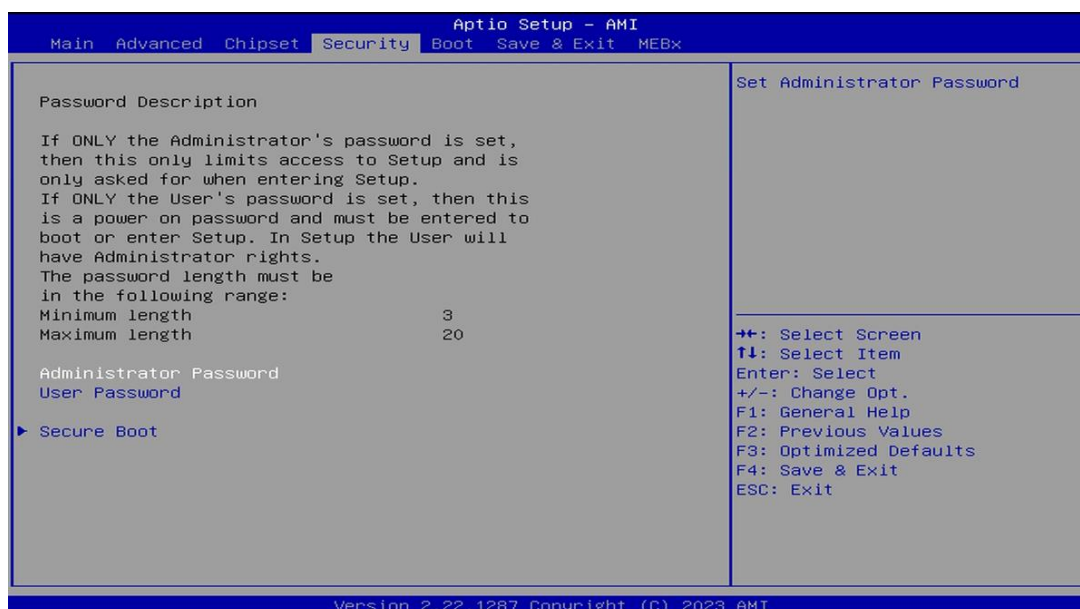 Aptio Setup – AMI
Main Advanced Chipset Security Boot Save & Exit MEBx
Password Description
If ONLY the Administrator's password is set,
then this only limits access to Setup and is
only asked for when entering Setup.
If ONLY the User's password is set, then this
is a power on password and must be entered to
boot or enter Setup. In Setup the User will
have Administrator rights.
The password length must be
in the following range:
Minimum length 3
Maximum length 20
Administrator Password
User Password
Secure Boot
Set Administrator Password
→←: Select Screen
↑↓: Select Item
Enter: Select
+/-: Change Opt.
F1: General Help
F2: Previous Values
F3: Optimized Defaults
F4: Save & Exit
ESC: Exit
Version 2.22.1287 Copyright (C) 2023 AMI